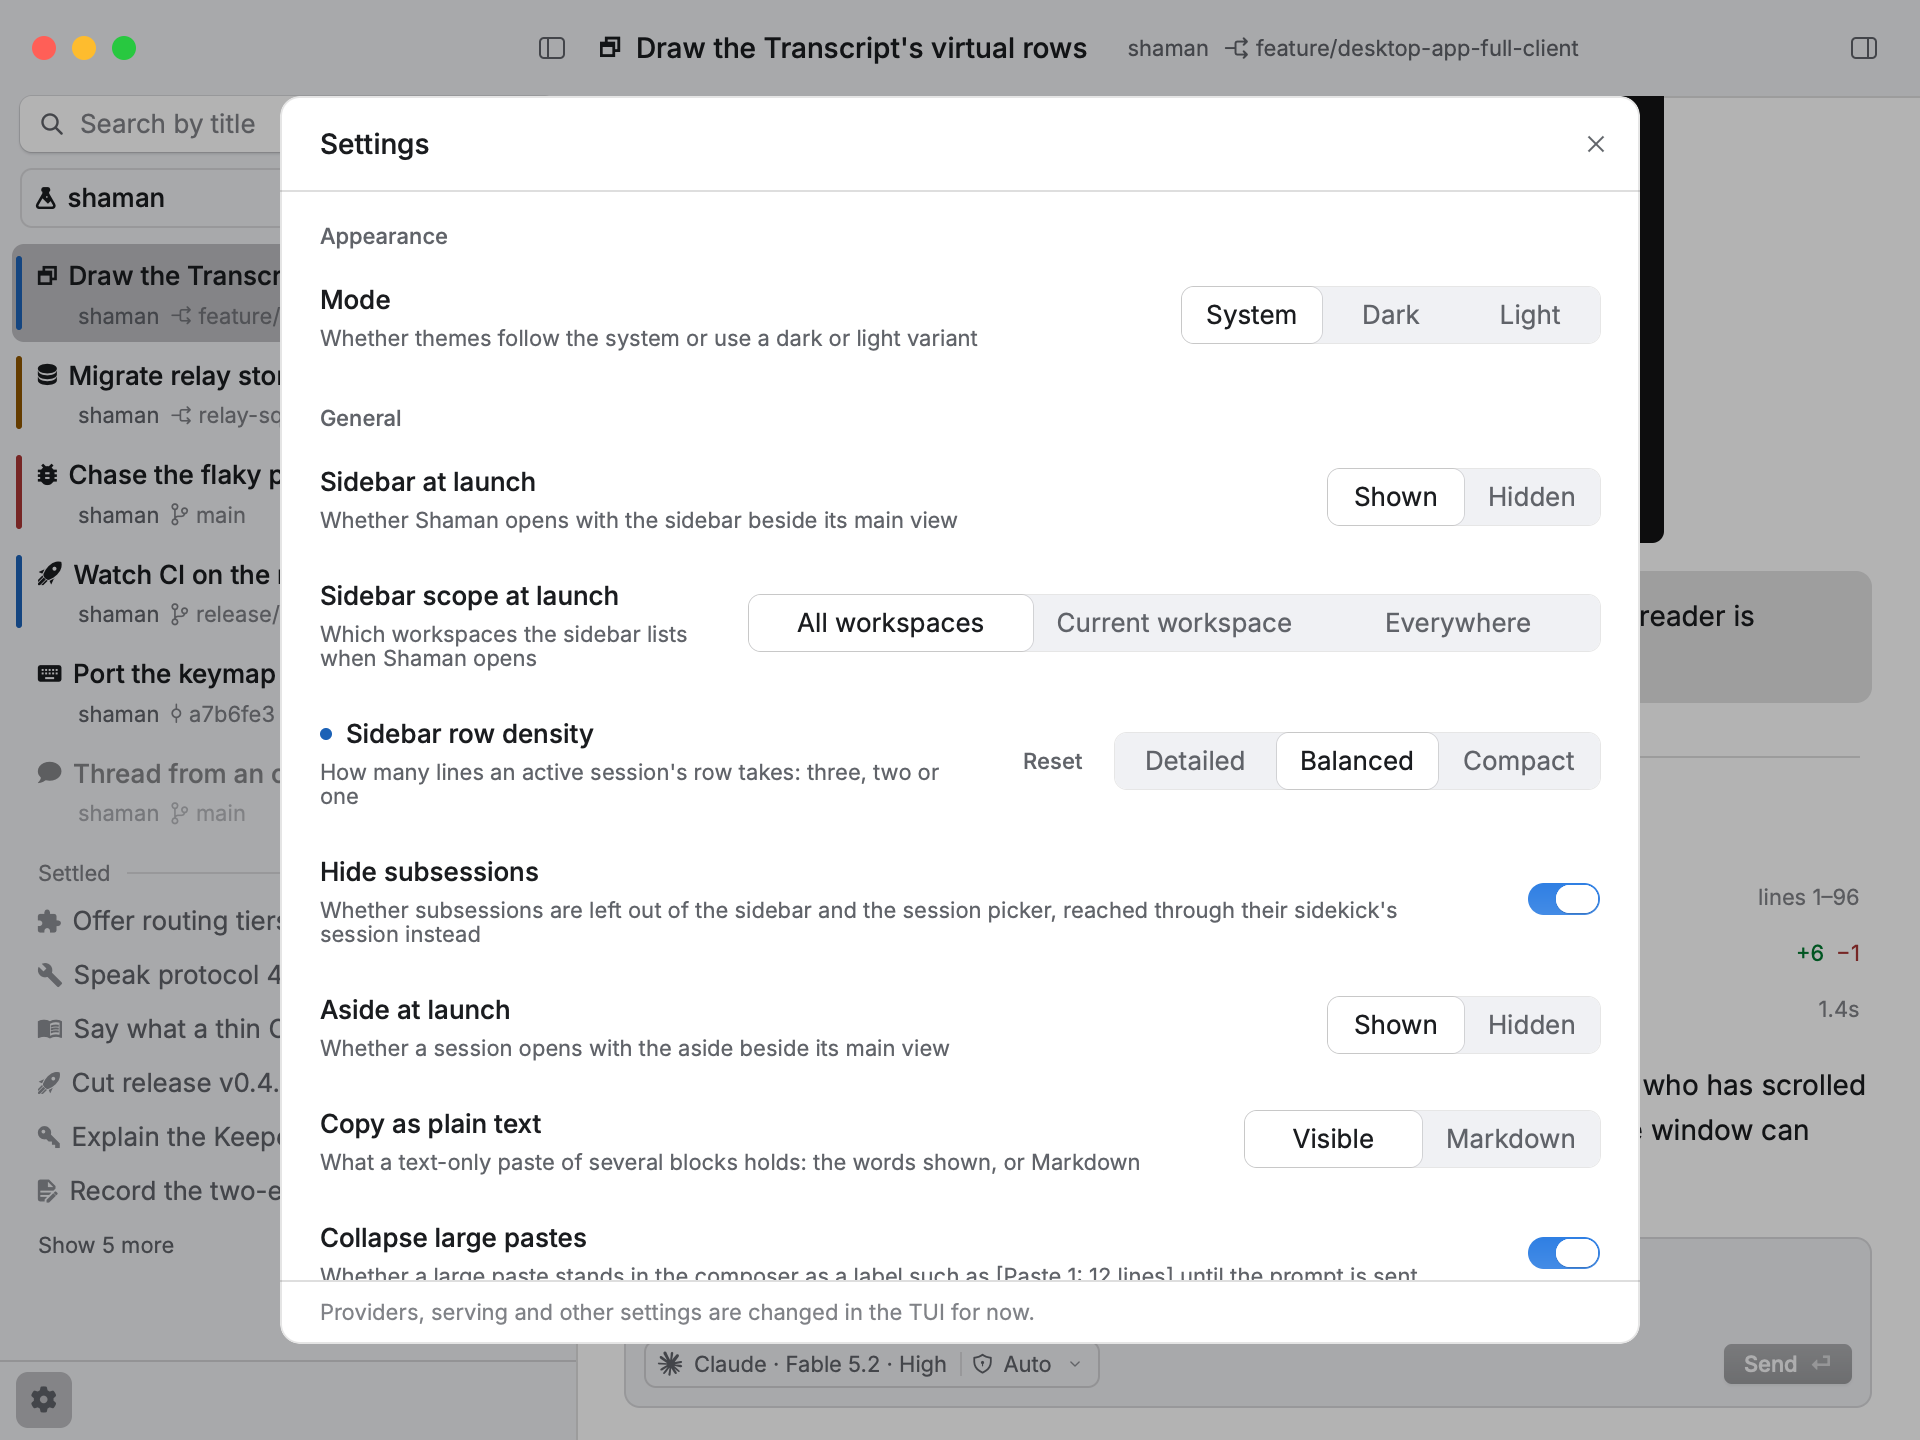 Draw the Transcript's virtual rows
shaman feature/desktop-app-full-client
Search by title
shaman
Draw the Transcr
shaman feature/
Migrate relay stor
shaman relay-sq
Chase the flaky p
shaman main
Watch CI on the
shaman release/
Port the keymap
shaman a7b6fe3
Thread from an
shaman main
Settled
Offer routing tiers
Speak protocol 4
Say what a thin
Cut release v0.4.
Explain the Keepe
Record the two-e
Show 5 more
Settings
Appearance
Mode
Whether themes follow the system or use a dark or light variant
System Dark Light
General
Sidebar at launch
Whether Shaman opens with the sidebar beside its main view
Shown Hidden
Sidebar scope at launch
Which workspaces the sidebar lists
when Shaman opens
All workspaces Current workspace Everywhere
Sidebar row density
How many lines an active session's row takes: three, two or
one
Reset Detailed Balanced Compact
Hide subsessions
Whether subsessions are left out of the sidebar and the session picker, reached through their sidekick's
session instead
Aside at launch
Whether a session opens with the aside beside its main view
Shown Hidden
Copy as plain text
What a text-only paste of several blocks holds: the words shown, or Markdown
Visible Markdown
Collapse large pastes
Whether a large paste stands in the composer as a label such as [Paste 1: 12 lines] until the prompt is sent
Providers, serving and other settings are changed in the TUI for now.
reader is
lines 1–96
+6 −1
1.4s
who has scrolled
window can
Claude · Fable 5.2 · High Auto
Send